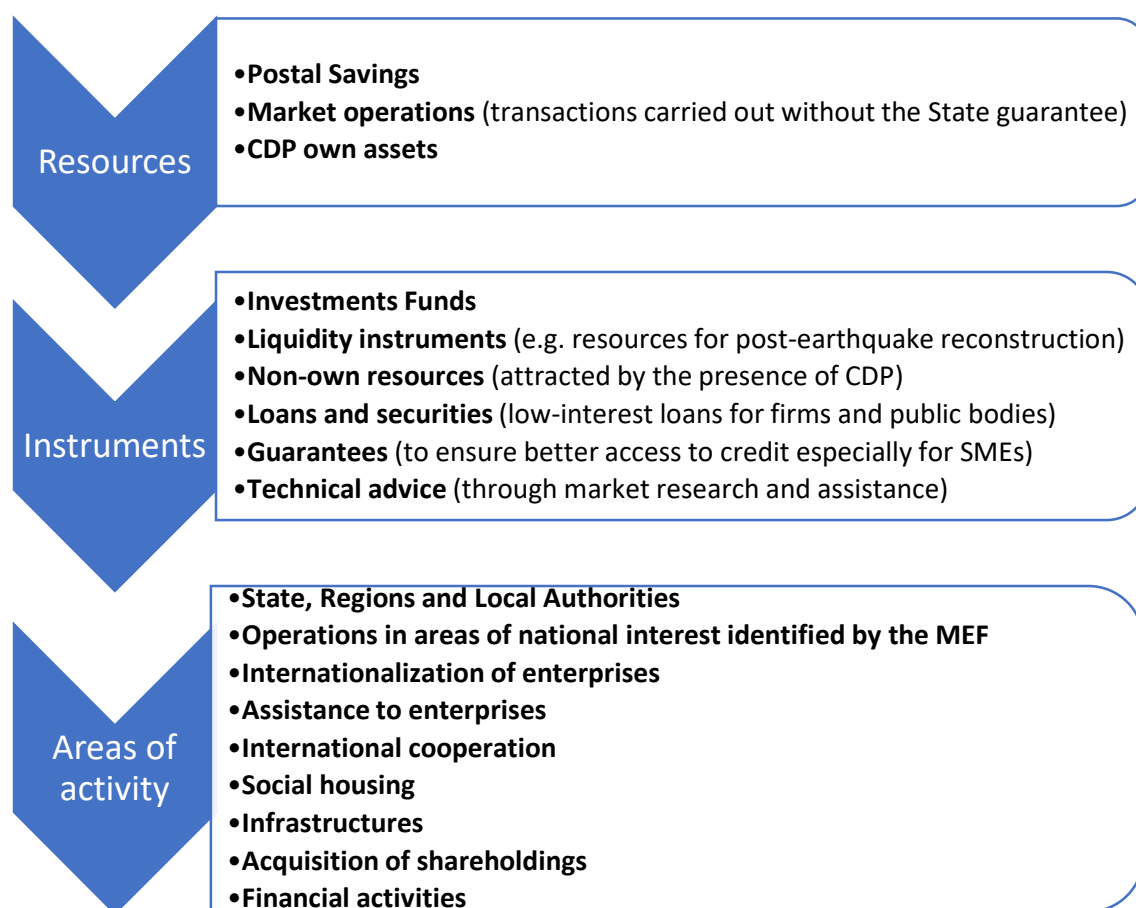 Resources
•Postal Savings
•Market operations (transactions carried out without the State guarantee)
•CDP own assets
Instruments
•Investments Funds
•Liquidity instruments (e.g. resources for post-earthquake reconstruction)
•Non-own resources (attracted by the presence of CDP)
•Loans and securities (low-interest loans for firms and public bodies)
•Guarantees (to ensure better access to credit especially for SMEs)
•Technical advice (through market research and assistance)
Areas of
activity
•State, Regions and Local Authorities
•Operations in areas of national interest identified by the MEF
•Internationalization of enterprises
•Assistance to enterprises
•International cooperation
•Social housing
•Infrastructures
•Acquisition of shareholdings
•Financial activities